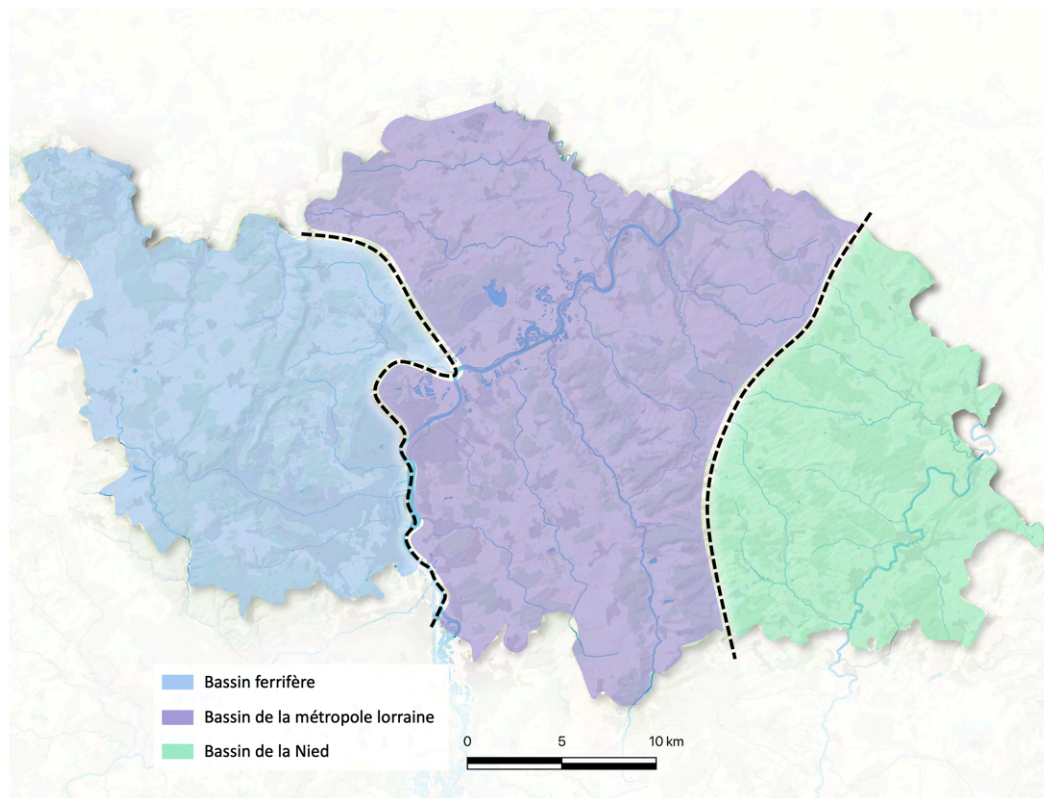 Bassin ferrifère
Bassin de la métropole lorraine
Bassin de la Nied
0 5 10 km